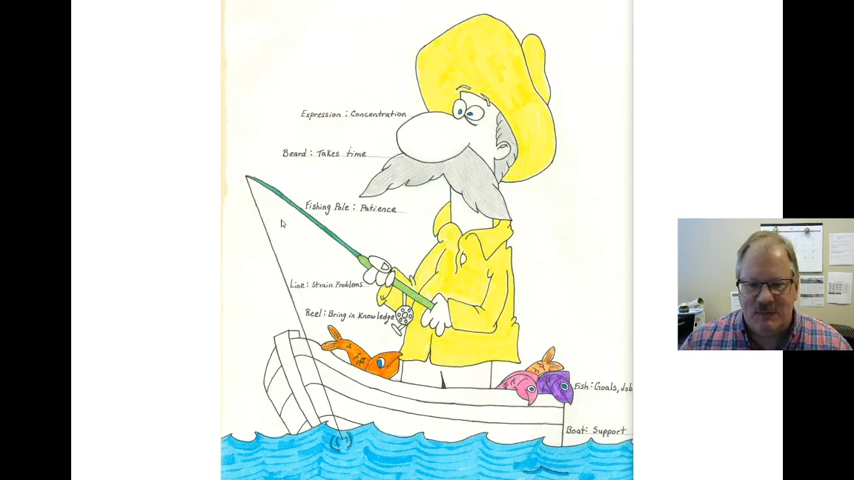 Expression : Concentration
Beard : Takes time
Fishing Pole : Patience
Line : Strain Problems
Reel : Bring in Knowledge
Fish : Goals, Job
Boat : Support